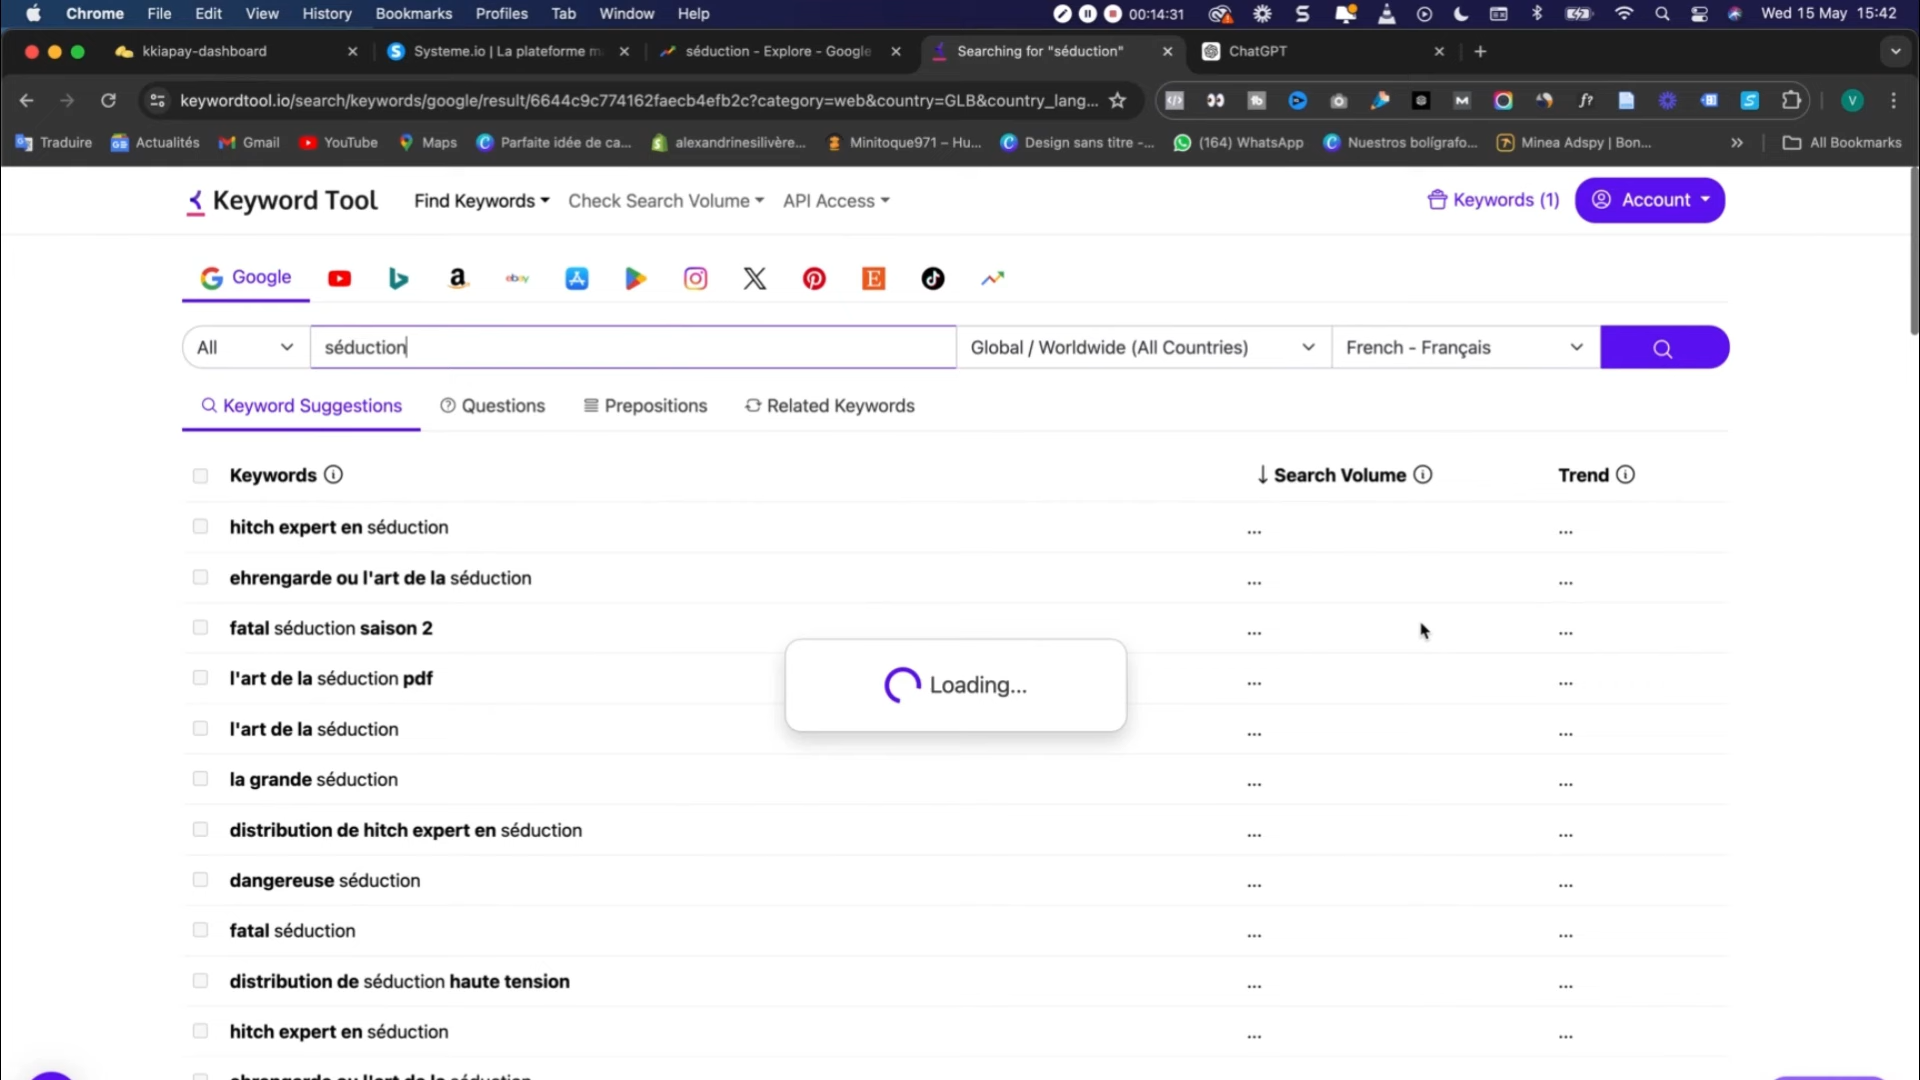 Chrome File Edit View History Bookmarks Profiles Tab Window Help 00:14:31 Wed 15 May 15:42
kkiapay-dashboard Systeme.io | La plateforme m séduction - Explore - Google Searching for "séduction" ChatGPT
keywordtool.io/search/keywords/google/result/6644c9c774162faecb4efb2c?category=web&country=GLB&country_lang... V
Traduire Actualités Gmail YouTube Maps Parfaite idée de ca... alexandrinesilivère... Minitoque971 – Hu... Design sans titre -... (164) WhatsApp Nuestros bolígrafo... Minea Adspy | Bon... » All Bookmarks
Keyword Tool Find Keywords Check Search Volume API Access Keywords (1) Account
Google
All séduction Global / Worldwide (All Countries) French - Français
Keyword Suggestions Questions Prepositions Related Keywords
Keywords ↓ Search Volume Trend
hitch expert en séduction ... ...
ehrengarde ou l'art de la séduction ... ...
fatal séduction saison 2 ... ...
l'art de la séduction pdf ... ...
Loading...
l'art de la séduction ... ...
la grande séduction ... ...
distribution de hitch expert en séduction ... ...
dangereuse séduction ... ...
fatal séduction ... ...
distribution de séduction haute tension ... ...
hitch expert en séduction ... ...
ehrengarde ou l'art de la séduction